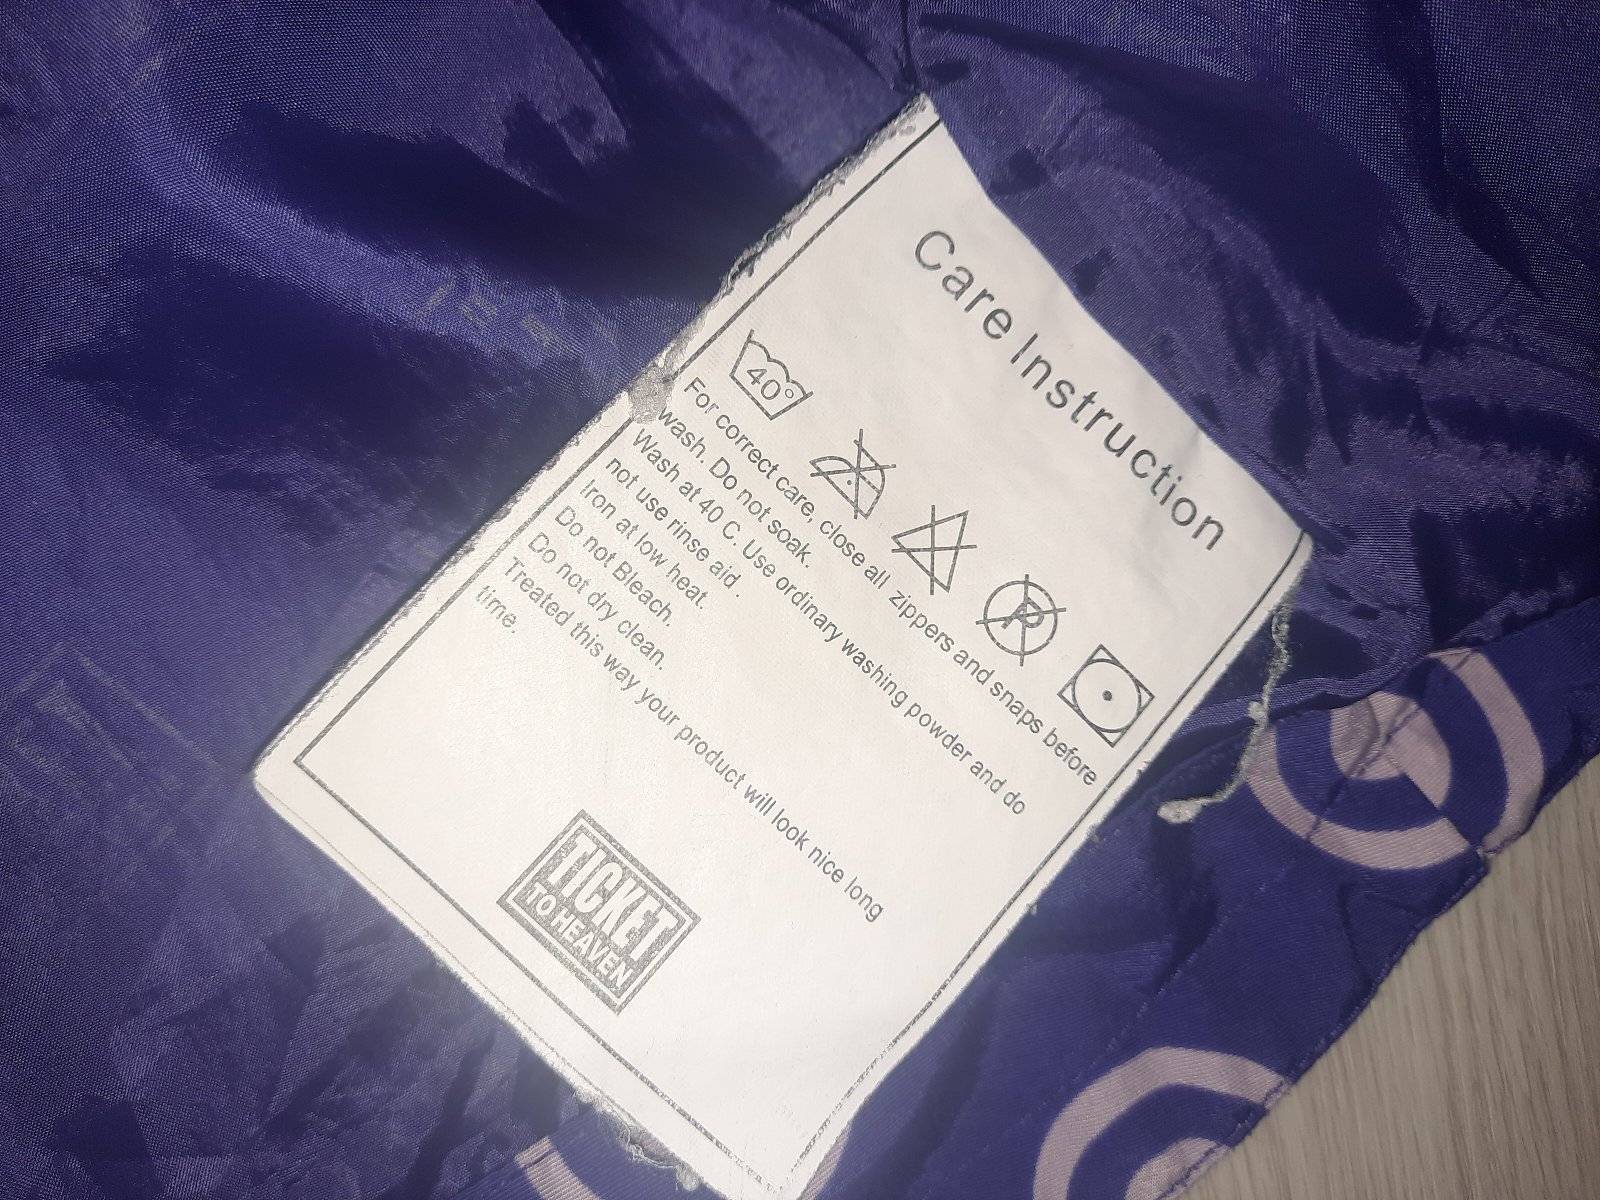 Care Instruction
40°
P
For correct care, close all zippers and snaps before
wash. Do not soak.
Wash at 40 C. Use ordinary washing powder and do
not use rinse aid.
Iron at low heat.
Do not Bleach.
Do not dry clean.
Treated this way your product will look nice long
time.
TICKET
TO HEAVEN